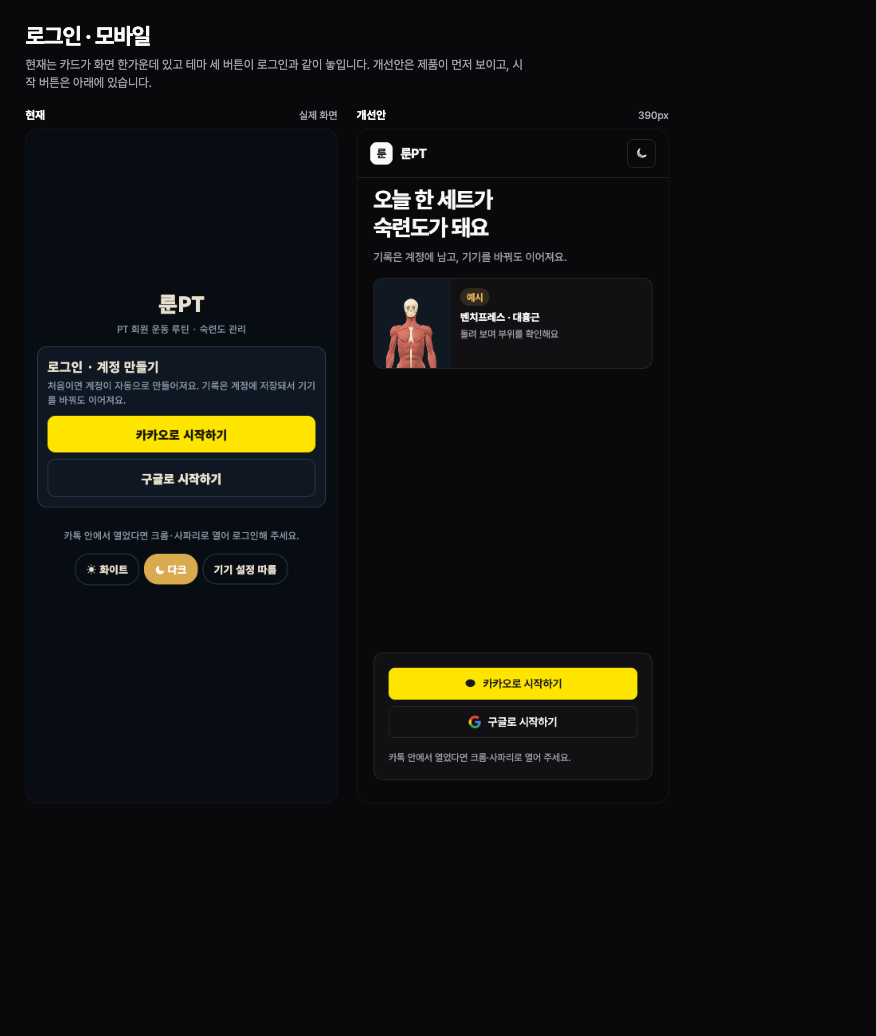 로그인 · 모바일
현재는 카드가 화면 한가운데 있고 테마 세 버튼이 로그인과 같이 놓입니다. 개선안은 제품이 먼저 보이고, 시
작 버튼은 아래에 있습니다.
현재
실제 화면
룬PT
PT 회원 운동 루틴 · 숙련도 관리
로그인 · 계정 만들기
처음이면 계정이 자동으로 만들어져요. 기록은 계정에 저장돼서 기기
를 바꿔도 이어져요.
카카오로 시작하기
구글로 시작하기
카톡 안에서 열었다면 크롬·사파리로 열어 로그인해 주세요.
☀ 화이트
다크
기기 설정 따름
개선안
390px
룬
룬PT
오늘 한 세트가
숙련도가 돼요
기록은 계정에 남고, 기기를 바꿔도 이어져요.
예시
벤치프레스 · 대흉근
돌려 보며 부위를 확인해요
카카오로 시작하기
구글로 시작하기
카톡 안에서 열었다면 크롬·사파리로 열어 주세요.